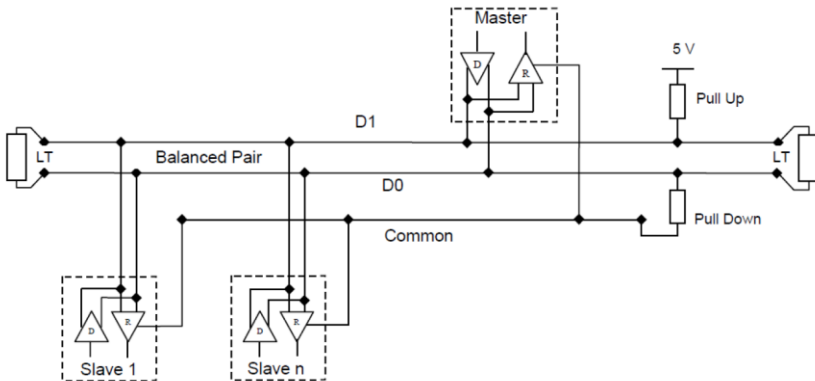 Master
D
R
5 V
Pull Up
D1
LT
Balanced Pair
LT
D0
Pull Down
Common
D
R
D
R
Slave 1
Slave n